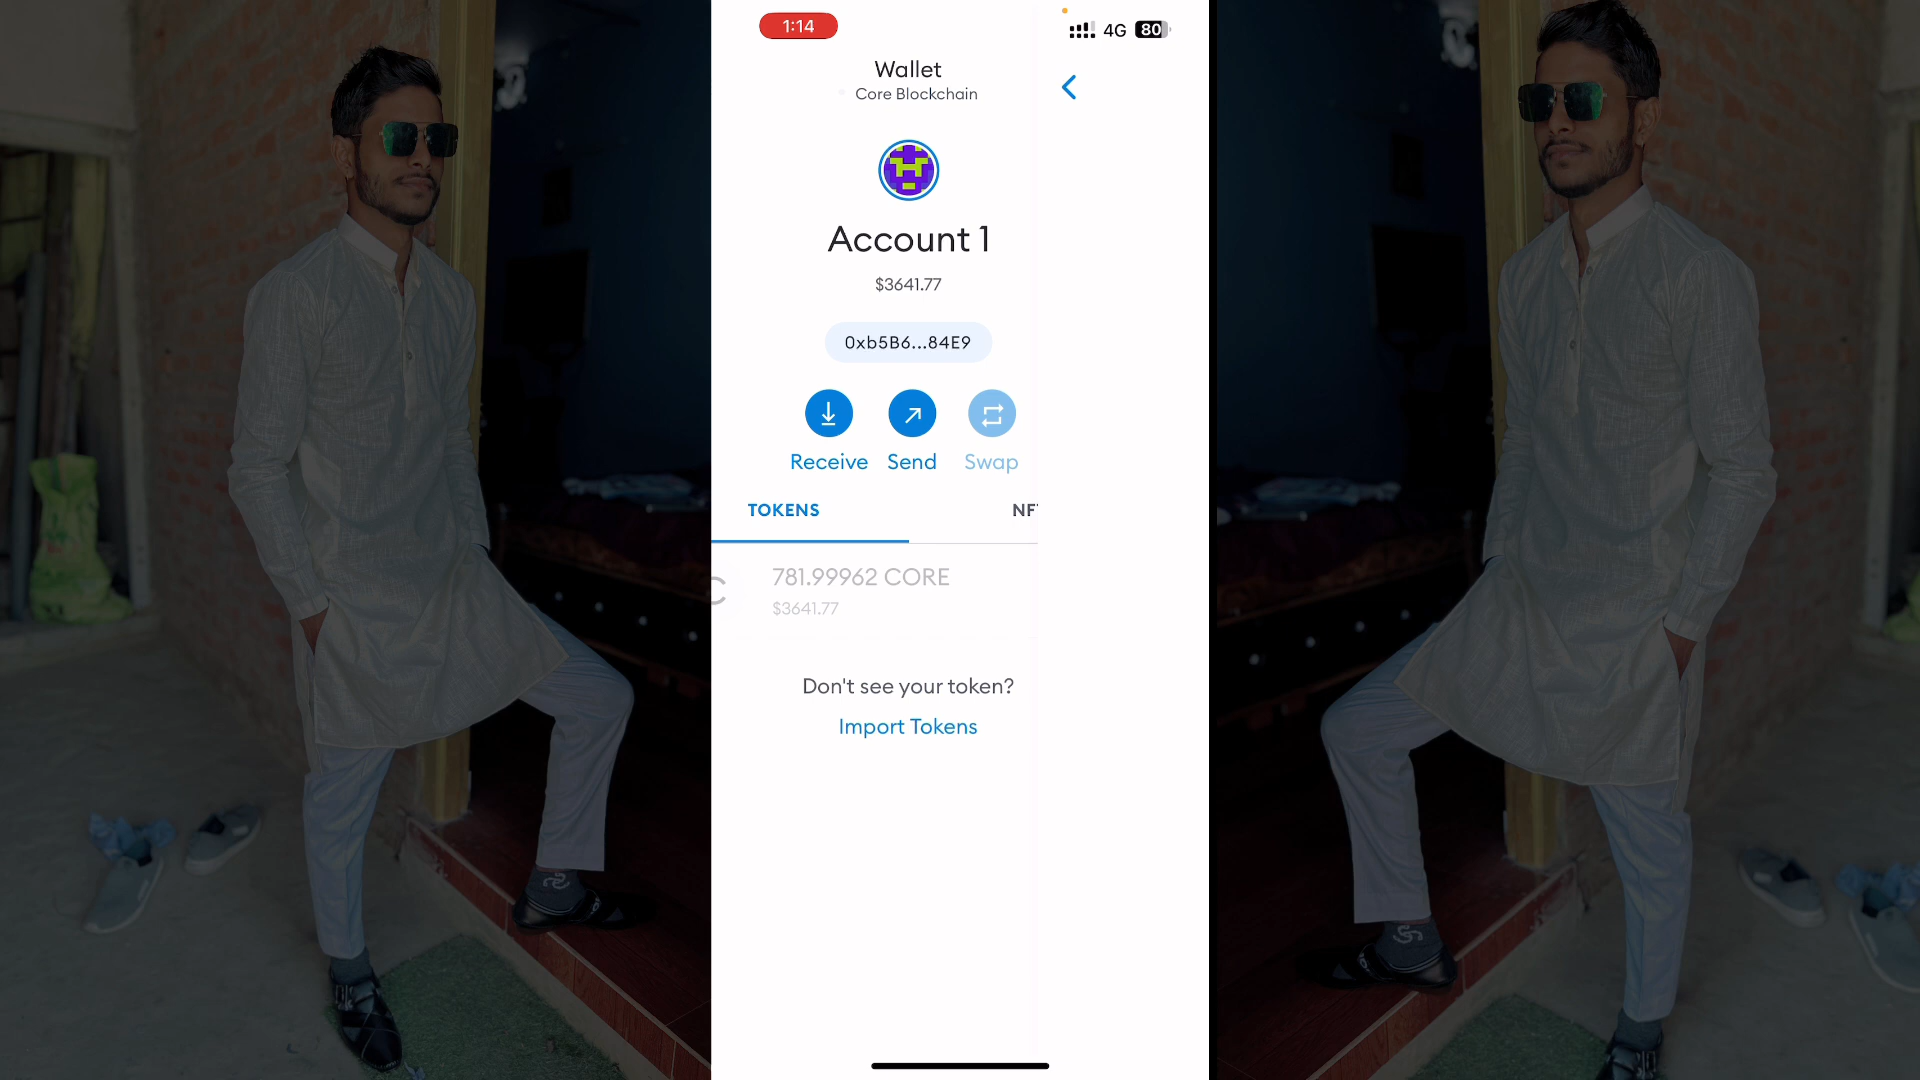 1:14
4G 80
Wallet
Core Blockchain
Account 1
$3641.77
0xb5B6...84E9
Receive Send Swap
TOKENS NFT
781.99962 CORE
$3641.77
Don't see your token?
Import Tokens